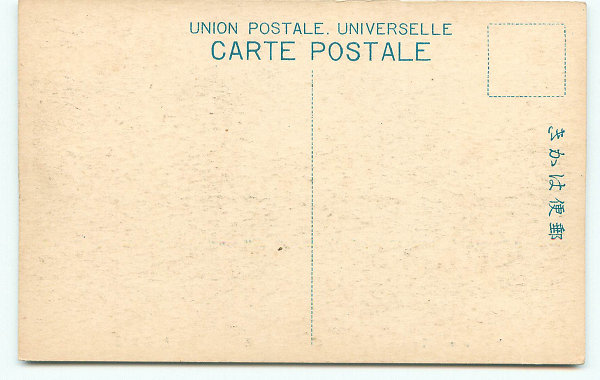 UNION POSTALE. UNIVERSELLE
CARTE POSTALE
郵便はかき